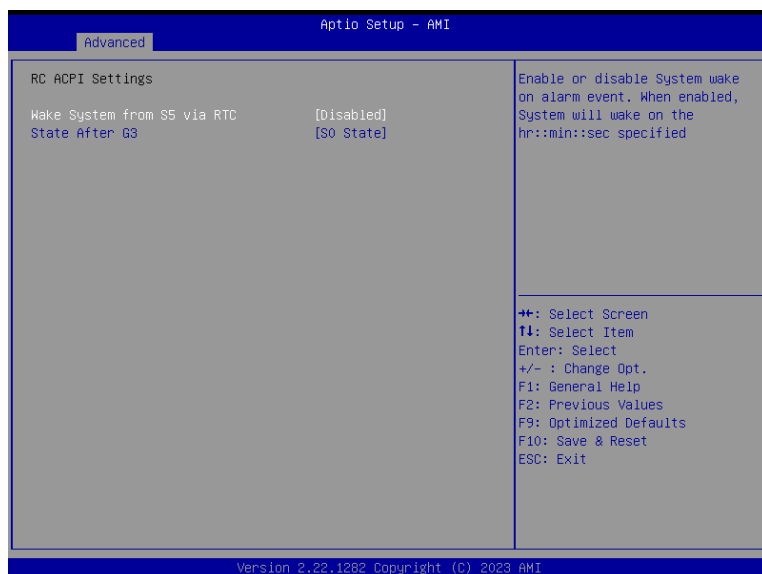 Aptio Setup – AMI
Advanced
RC ACPI Settings
Wake System from S5 via RTC [Disabled]
State After G3 [S0 State]
Enable or disable System wake
on alarm event. When enabled,
System will wake on the
hr::min::sec specified
→←: Select Screen
↑↓: Select Item
Enter: Select
+/- : Change Opt.
F1: General Help
F2: Previous Values
F9: Optimized Defaults
F10: Save & Reset
ESC: Exit
Version 2.22.1282 Copyright (C) 2023 AMI